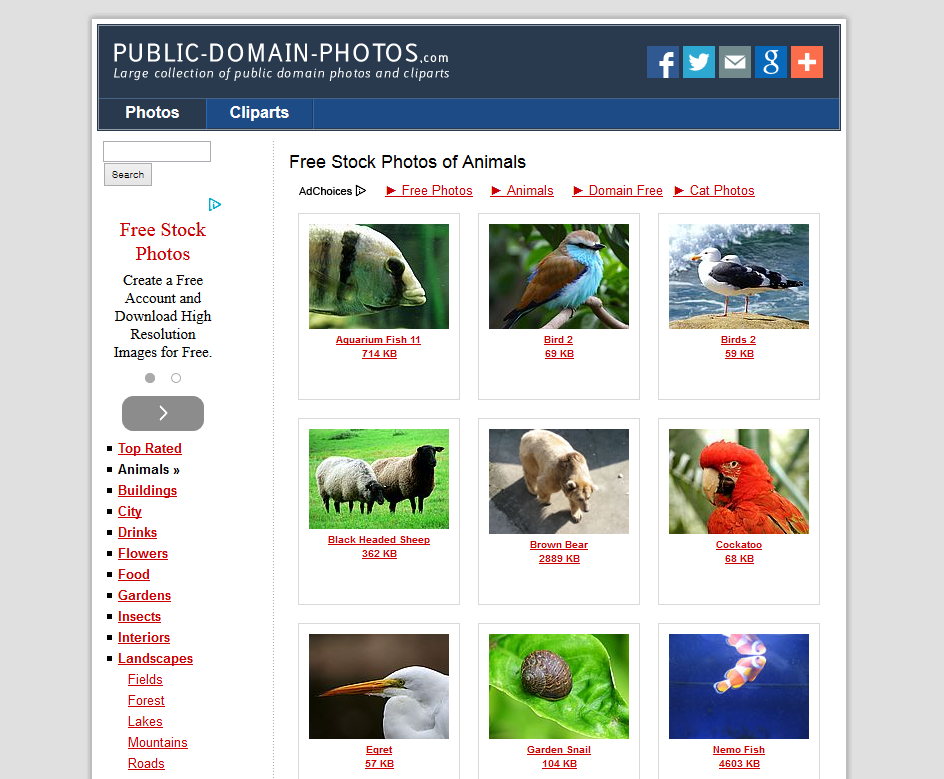 PUBLIC-DOMAIN-PHOTOS.com
Large collection of public domain photos and cliparts
f
g
Photos
Cliparts
Search
Free Stock
Photos
Create a Free
Account and
Download High
Resolution
Images for Free.
Top Rated
Animals »
Buildings
City
Drinks
Flowers
Food
Gardens
Insects
Interiors
Landscapes
Fields
Forest
Lakes
Mountains
Roads
Free Stock Photos of Animals
AdChoices
► Free Photos
► Animals
► Domain Free
► Cat Photos
Aquarium Fish 11
714 KB
Bird 2
69 KB
Birds 2
59 KB
Black Headed Sheep
362 KB
Brown Bear
2889 KB
Cockatoo
68 KB
Egret
57 KB
Garden Snail
104 KB
Nemo Fish
4603 KB